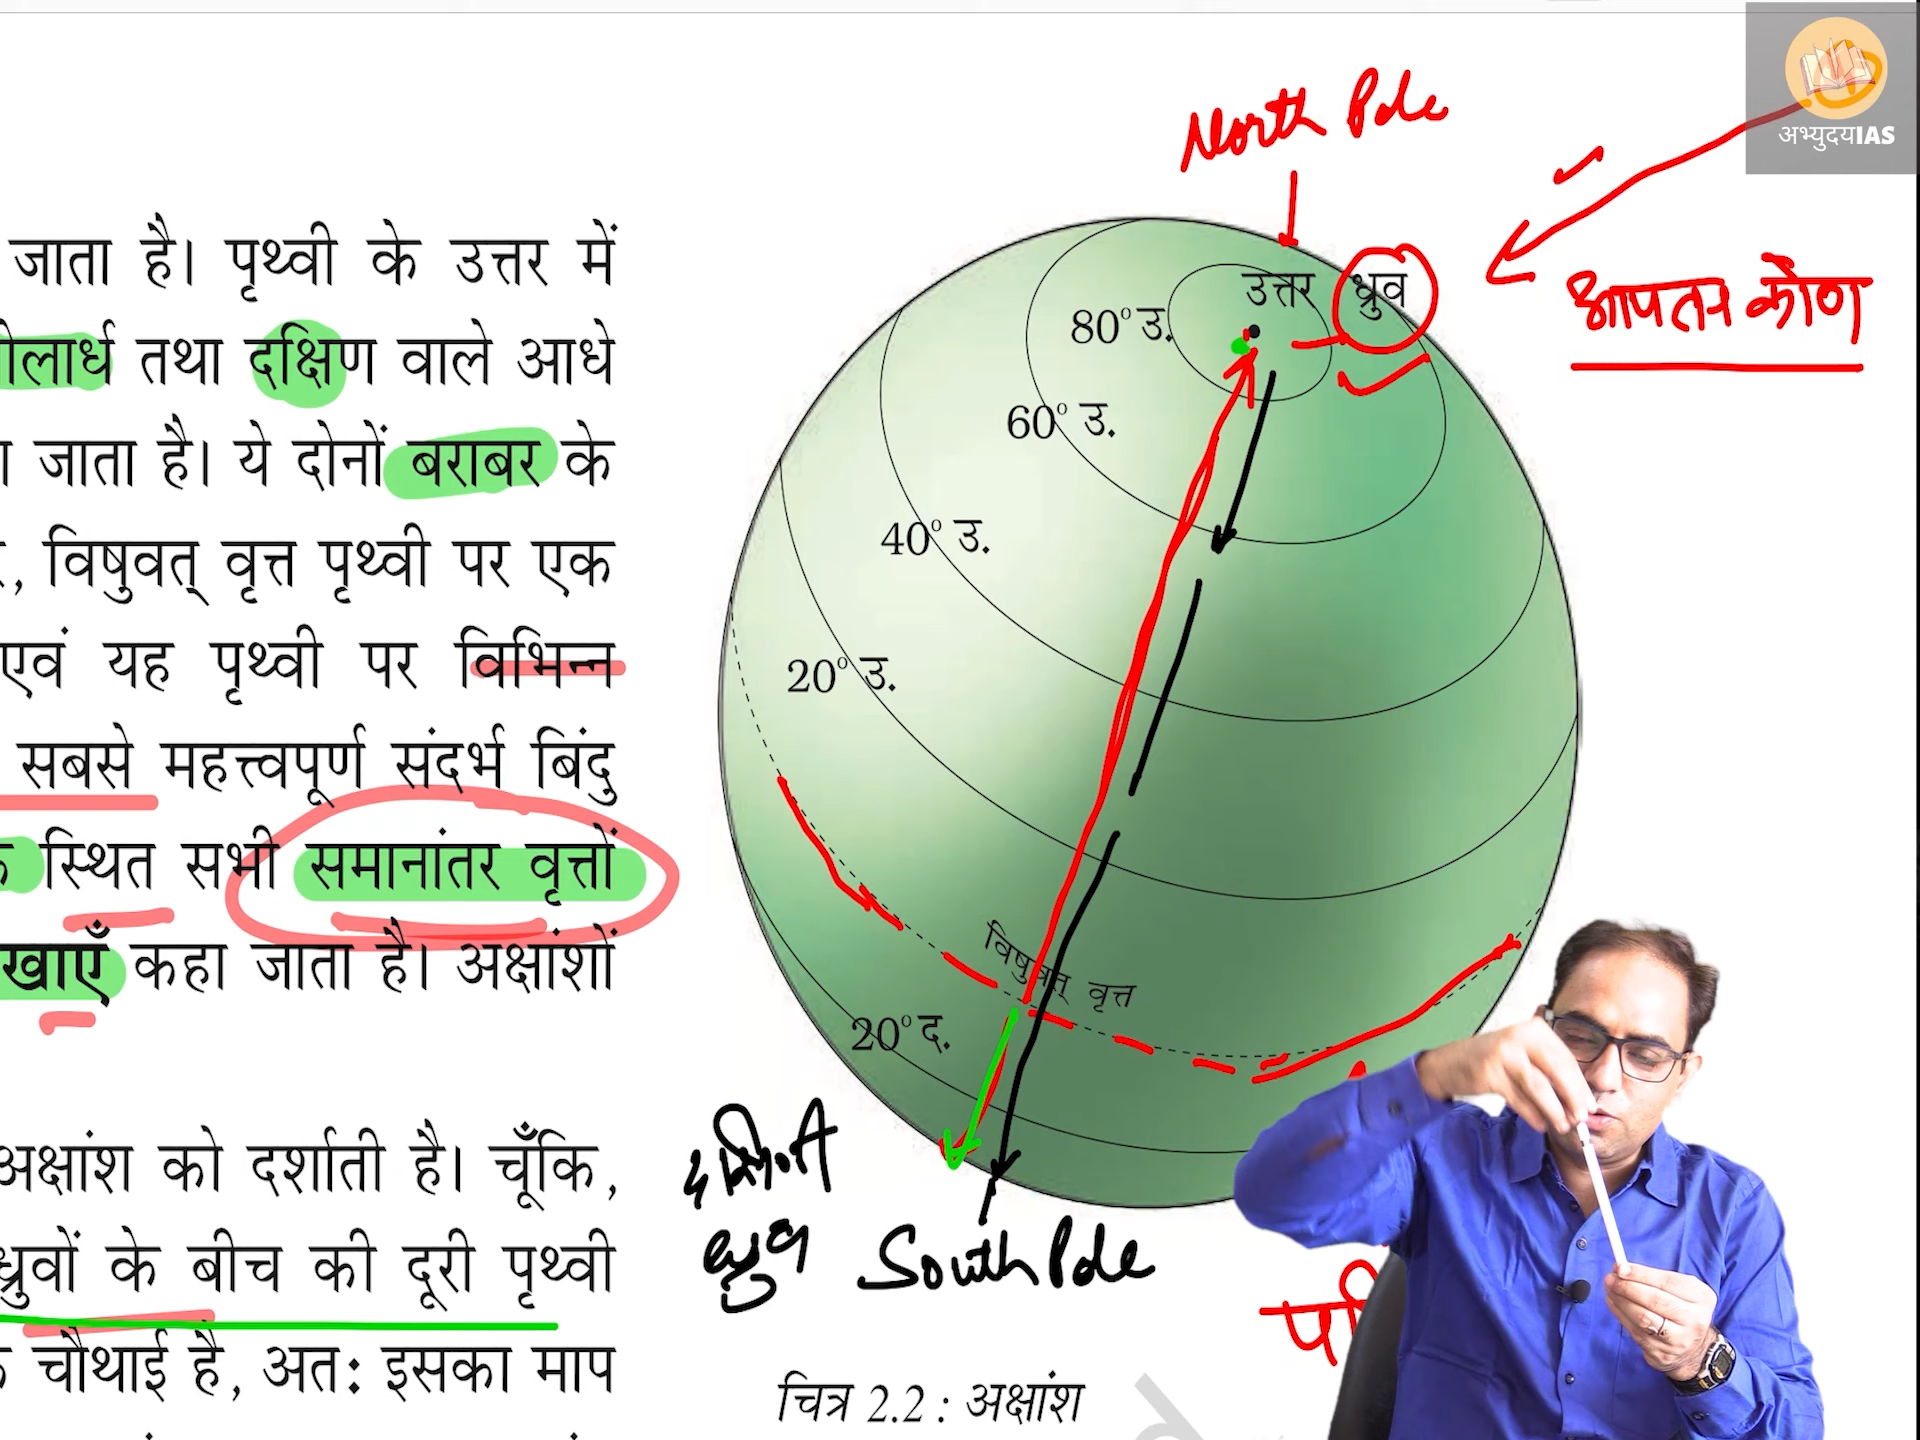 जाता है। पृथ्वी के उत्तर में
ोलार्ध तथा दक्षिण वाले आधे
जाता है। ये दोनों बराबर के
, विषुवत् वृत्त पृथ्वी पर एक
एवं यह पृथ्वी पर विभिन्न
सबसे महत्त्वपूर्ण संदर्भ बिंदु
स्थित सभी समानांतर वृत्तों
खाएँ कहा जाता है। अक्षांशों
अक्षांश को दर्शाती है। चूँकि,
ध्रुवों के बीच की दूरी पृथ्वी
चौथाई है, अतः इसका माप
North Pole
अभ्युदयIAS
आपतन कोण
उत्तर ध्रुव
80° उ.
60° उ.
40° उ.
20° उ.
विषुवत् वृत्त
20° द.
ध्रुव
South Pole
चित्र 2.2 : अक्षांश